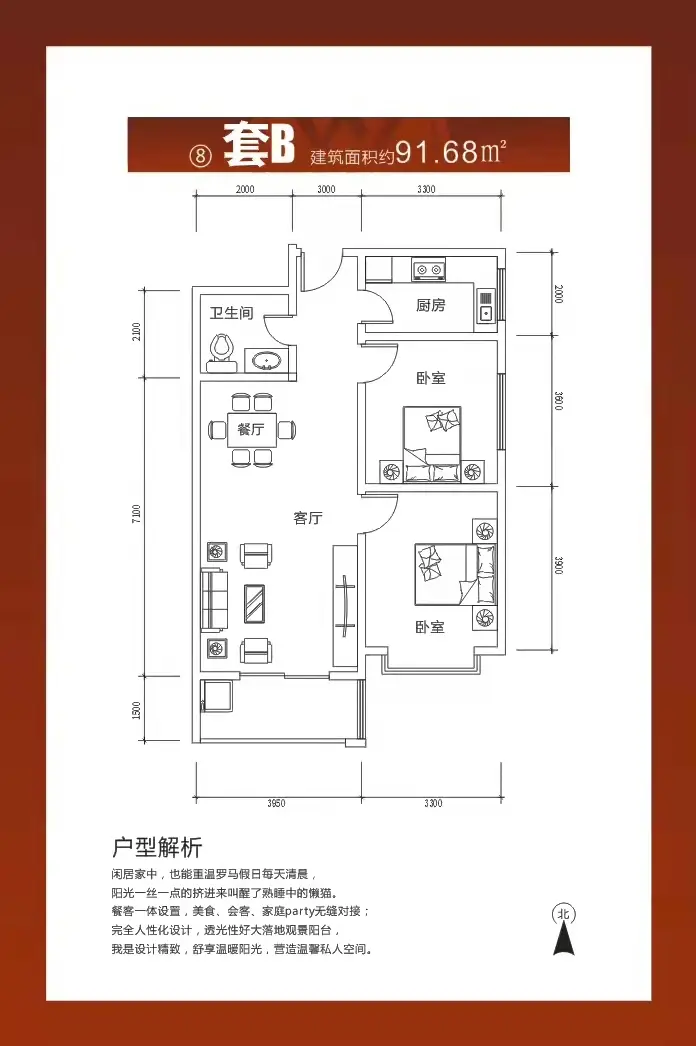 ⑧ 套B 建筑面积约91.68㎡
2000 3000 3300
2000
卫生间
厨房
2100
卧室
3600
餐厅
7100
客厅
3900
卧室
1500
3950 3300
户型解析
闲居家中，也能重温罗马假日每天清晨，
阳光一丝一点的挤进来叫醒了熟睡中的懒猫。
餐客一体设置，美食、会客、家庭party无缝对接；
完全人性化设计，透光性好大落地观景阳台，
我是设计精致，舒享温暖阳光，营造温馨私人空间。
北